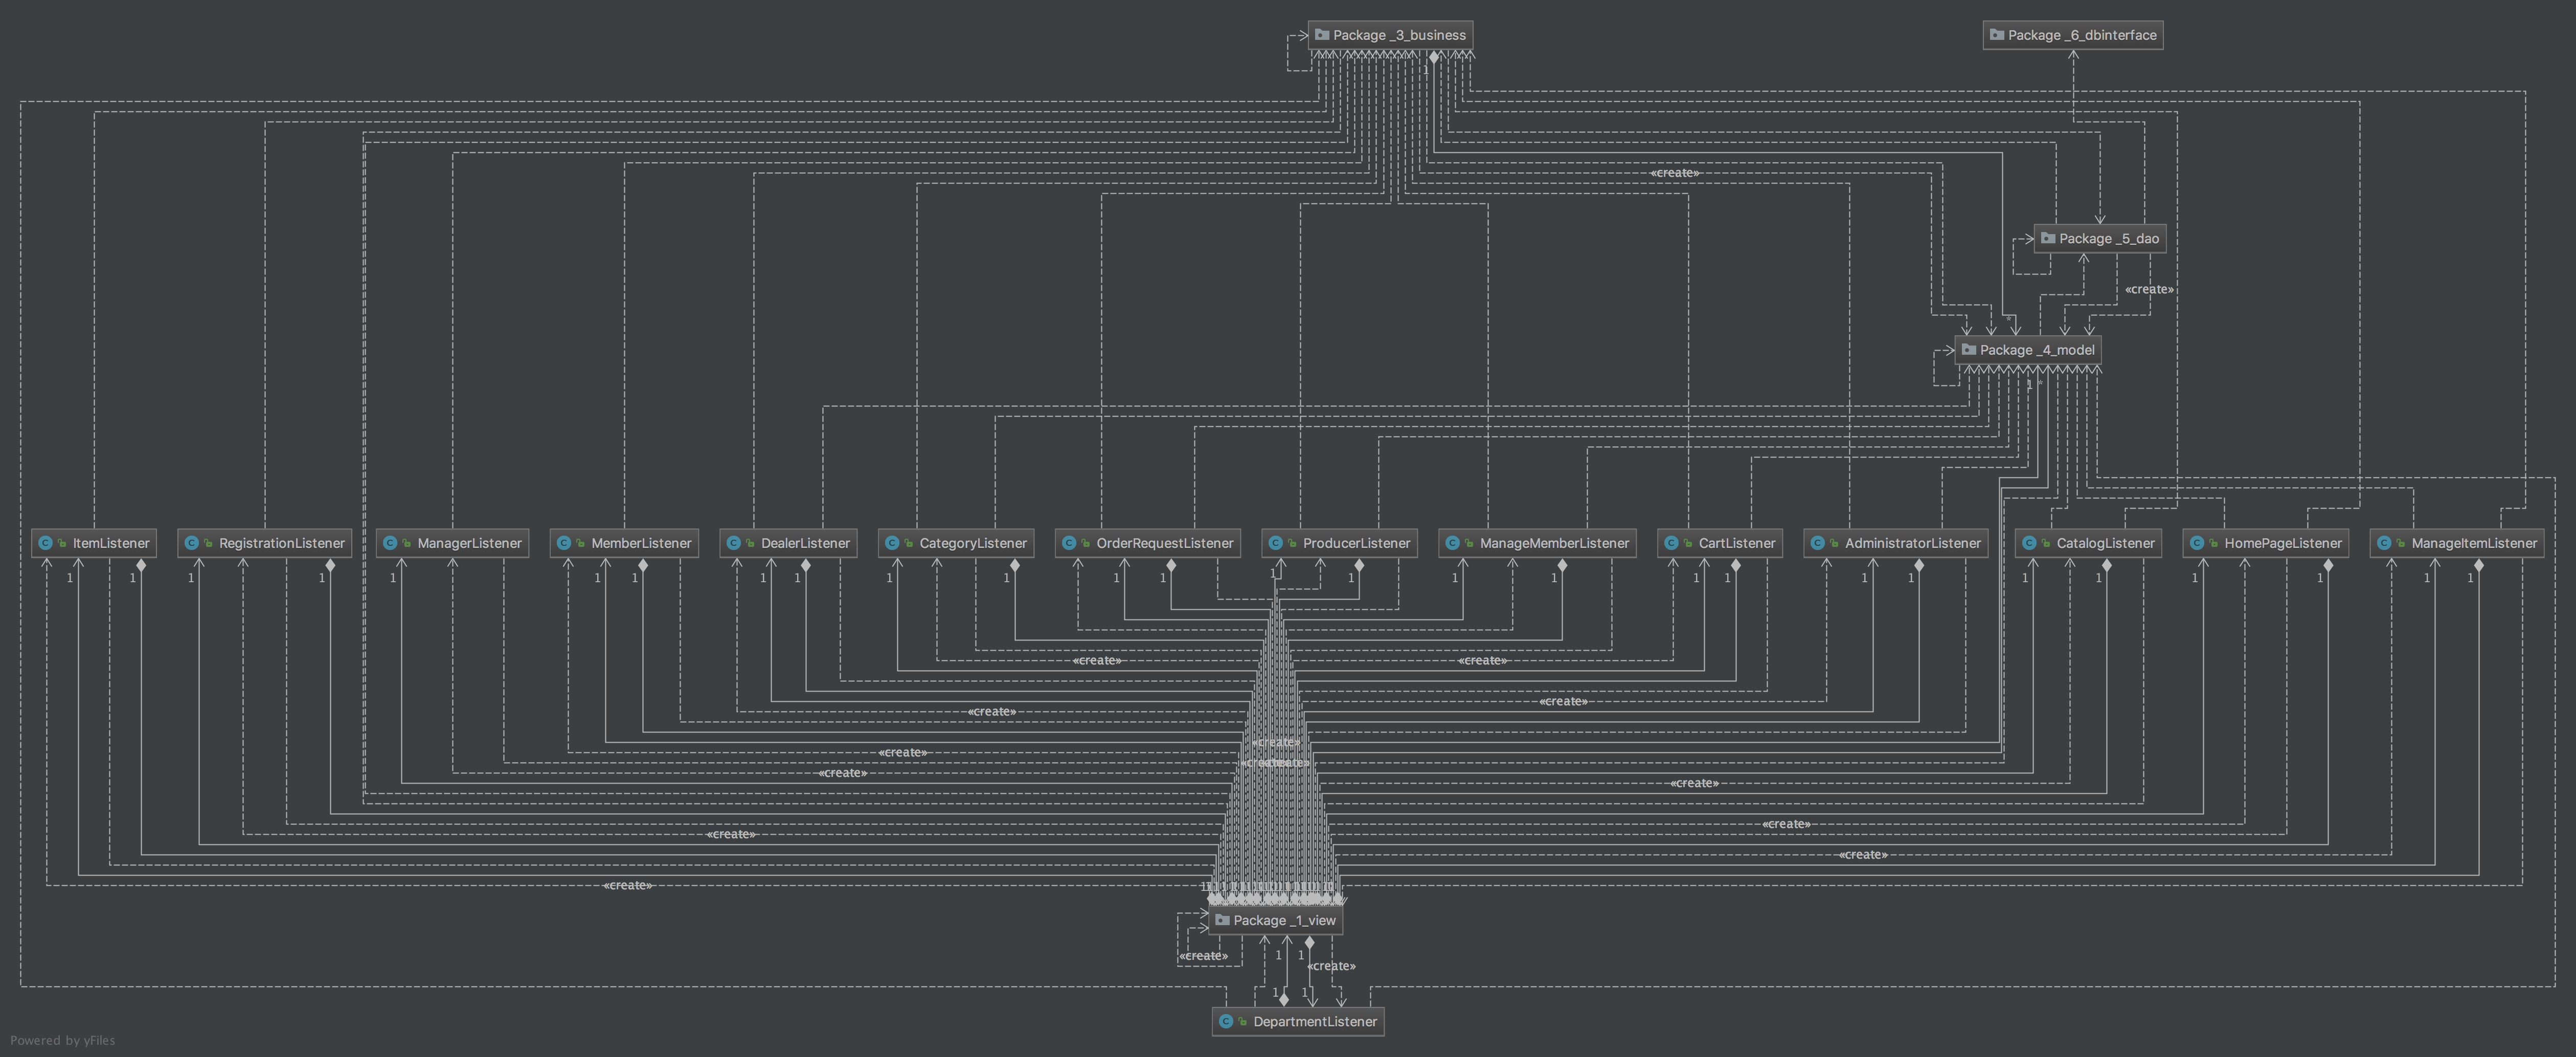 Package _3_business
Package _6_dbinterface
1
«create»
Package _5_dao
«create»
*
Package _4_model
1 *
ItemListener
RegistrationListener
ManagerListener
MemberListener
DealerListener
CategoryListener
OrderRequestListener
ProducerListener
ManageMemberListener
CartListener
AdministratorListener
CatalogListener
HomePageListener
ManageItemListener
1 1 1 1 1 1 1 1 1 1 1 1 1 1 1 1 1 1 1 1 1 1 1 1 1 1
«create» «create»
«create»
«create»
«create»
«create»
«create»
«create»
«create»
«create»
«create»
«create»
«create»
Package _1_view
«create» 1 1
«create»
1 1
DepartmentListener
Powered by yFiles